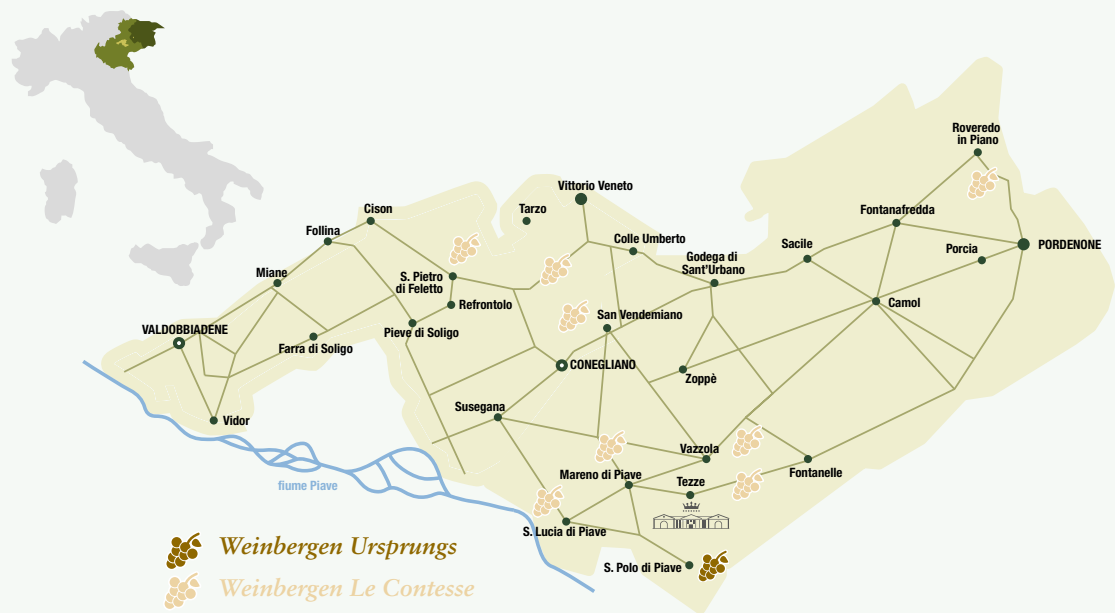 Roveredo
in Piano
Vittorio Veneto
Cison
Tarzo
Fontanafredda
Follina
Colle Umberto
Sacile
Porcia
PORDENONE
Godega di
Sant'Urbano
Miane
S. Pietro
di Feletto
Refrontolo
Camol
San Vendemiano
VALDOBBIADENE
Pieve di Soligo
Farra di Soligo
CONEGLIANO
Zoppè
Susegana
Vidor
Vazzola
Mareno di Piave
Tezze
Fontanelle
fiume Piave
S. Lucia di Piave
S. Polo di Piave
Weinbergen Ursprungs
Weinbergen Le Contesse